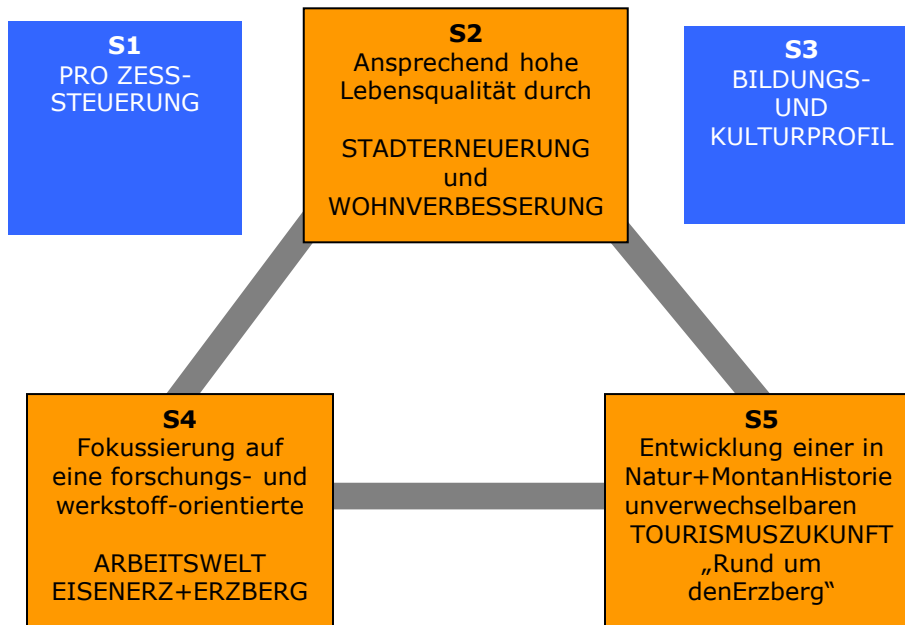 S1
PRO ZESS-
STEUERUNG
S2
Ansprechend hohe
Lebensqualität durch
STADTERNEUERUNG
und
WOHNVERBESSERUNG
S3
BILDUNGS-
UND
KULTURPROFIL
S4
Fokussierung auf
eine forschungs- und
werkstoff-orientierte
ARBEITSWELT
EISENERZ+ERZBERG
S5
Entwicklung einer in
Natur+MontanHistorie
unverwechselbaren
TOURISMUSZUKUNFT
„Rund um
denErzberg“